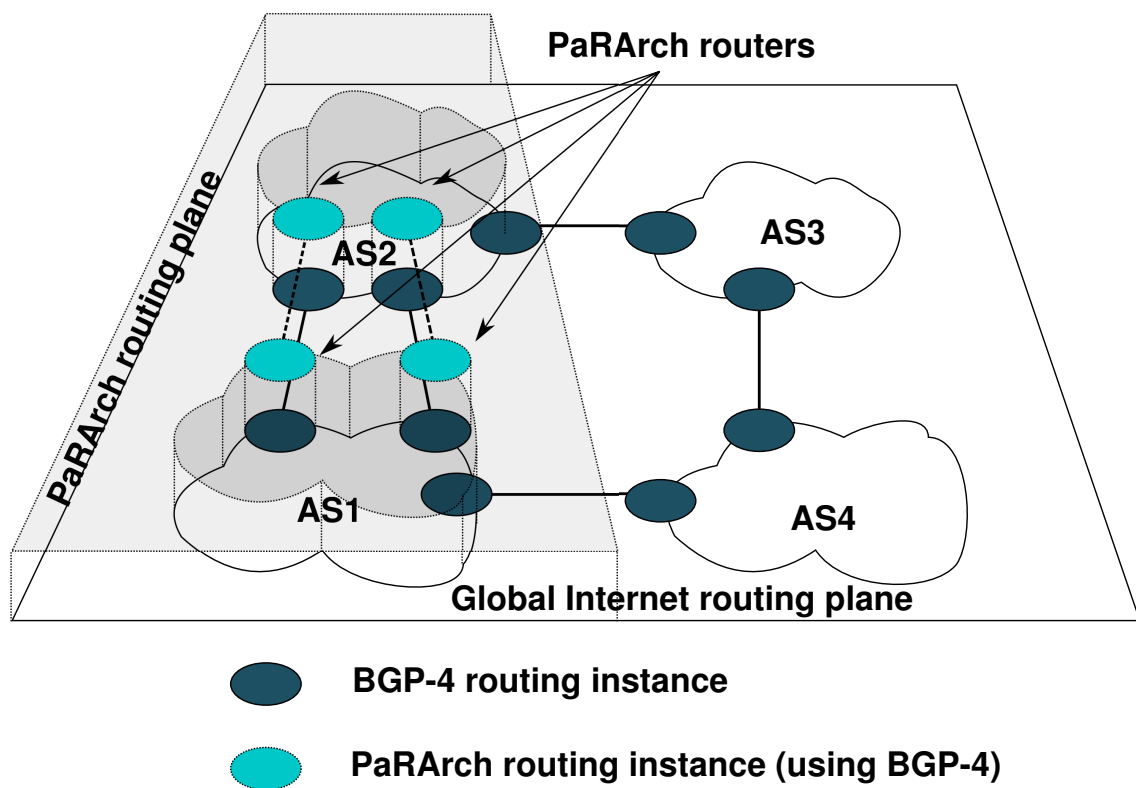 PaRArch routers
PaRArch routing plane
AS2
AS3
AS1
AS4
Global Internet routing plane
BGP-4 routing instance
PaRArch routing instance (using BGP-4)